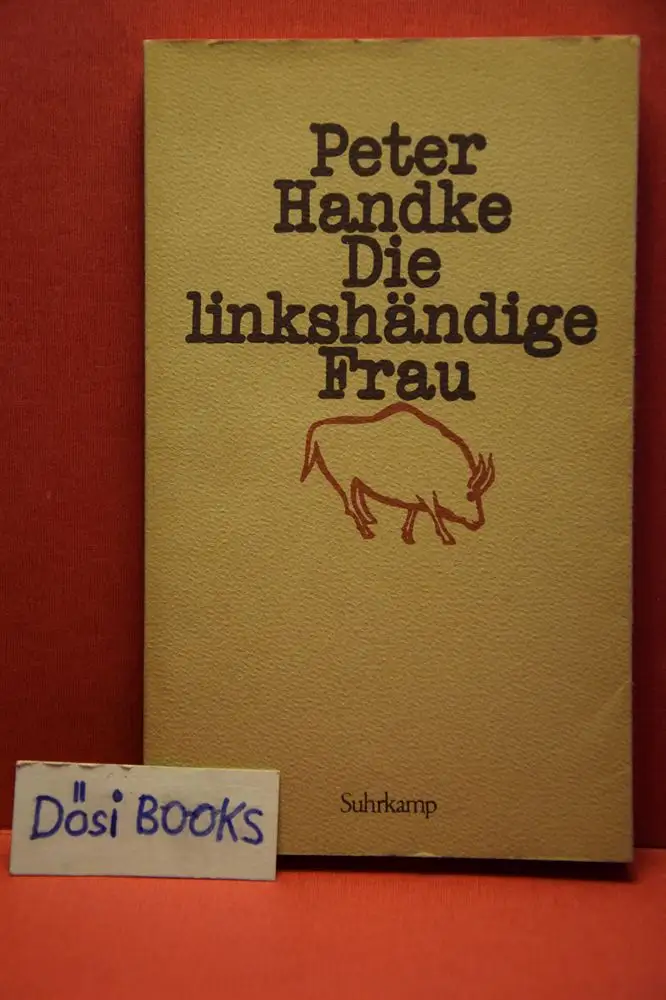 Peter
Handke
Die
linkshändige
Frau
Suhrkamp
Dösi BOOKS